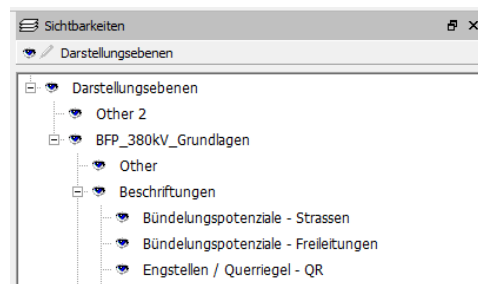 Sichtbarkeiten
Darstellungsebenen
Darstellungsebenen
Other 2
BFP_380kV_Grundlagen
Other
Beschriftungen
Bündelungspotenziale - Strassen
Bündelungspotenziale - Freileitungen
Engstellen / Querriegel - QR